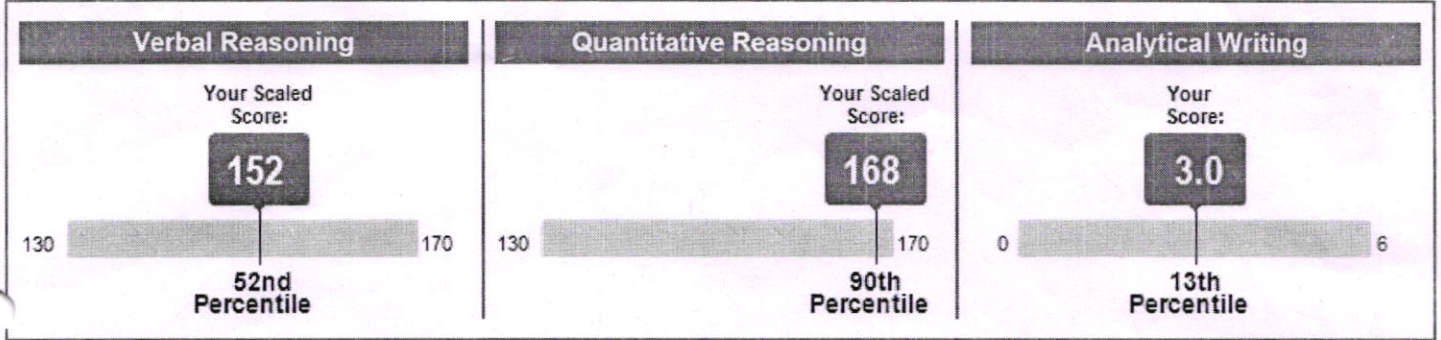 Verbal Reasoning
Your Scaled
Score:
152
130
170
52nd
Percentile
Quantitative Reasoning
Your Scaled
Score:
168
130
170
90th
Percentile
Analytical Writing
Your
Score:
3.0
0
6
13th
Percentile